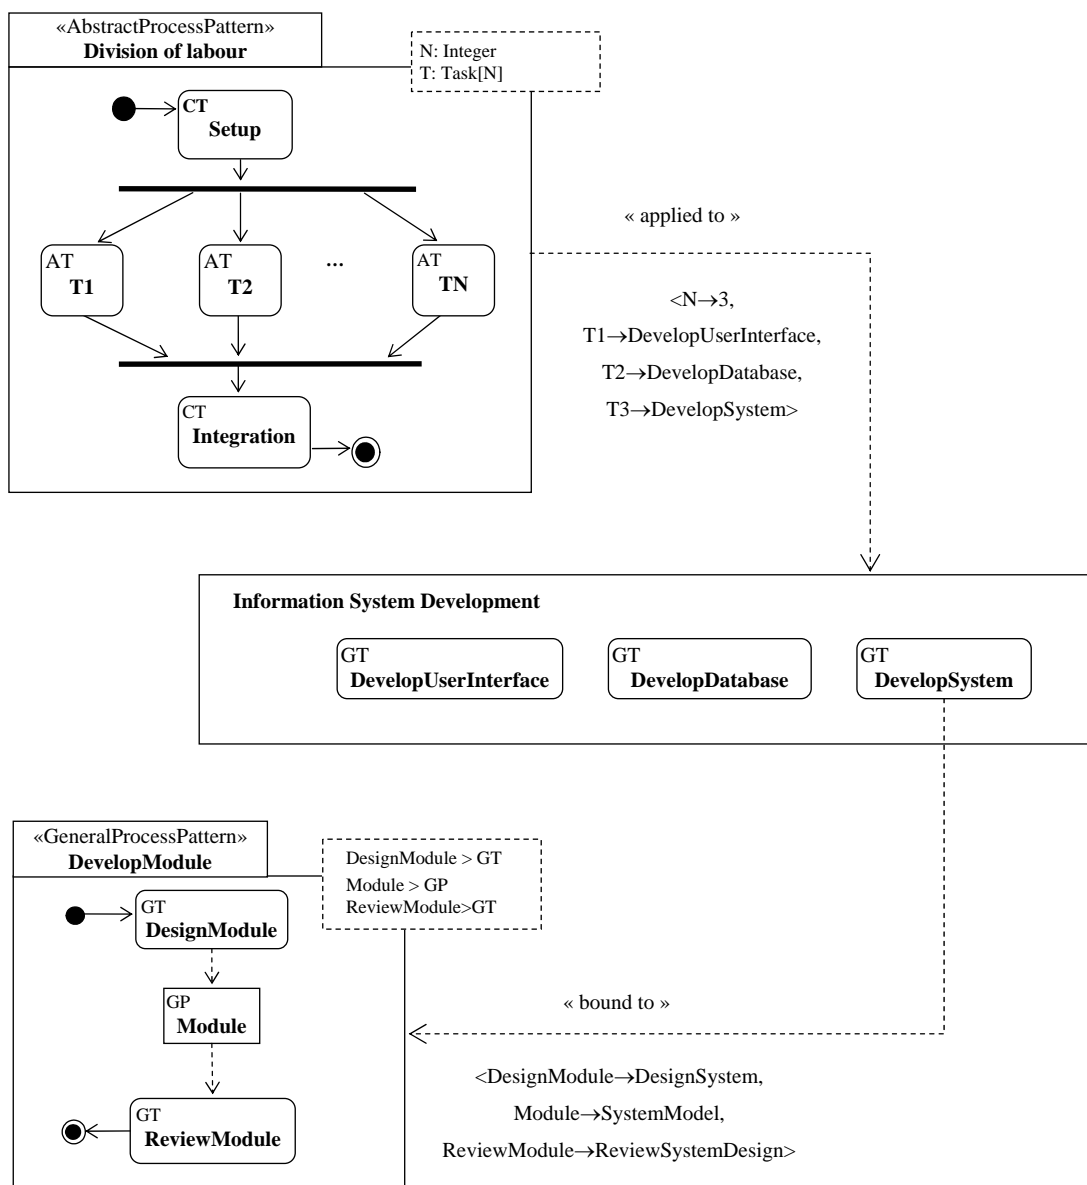 «AbstractProcessPattern»
Division of labour
N: Integer
T: Task[N]
CT
Setup
AT
T1
AT
T2
...
AT
TN
CT
Integration
« applied to »
<N→3,
T1→DevelopUserInterface,
T2→DevelopDatabase,
T3→DevelopSystem>
Information System Development
GT
DevelopUserInterface
GT
DevelopDatabase
GT
DevelopSystem
«GeneralProcessPattern»
DevelopModule
DesignModule > GT
Module > GP
ReviewModule>GT
GT
DesignModule
GP
Module
GT
ReviewModule
« bound to »
<DesignModule→DesignSystem,
Module→SystemModel,
ReviewModule→ReviewSystemDesign>